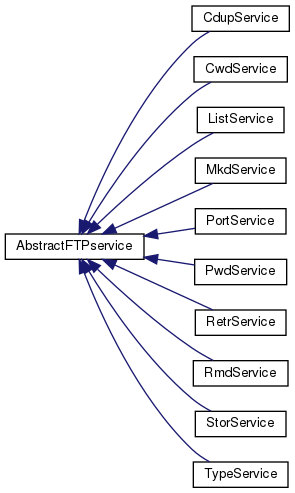 CdupService
CwdService
ListService
MkdService
AbstractFTPservice
PortService
PwdService
RetrService
RmdService
StorService
TypeService